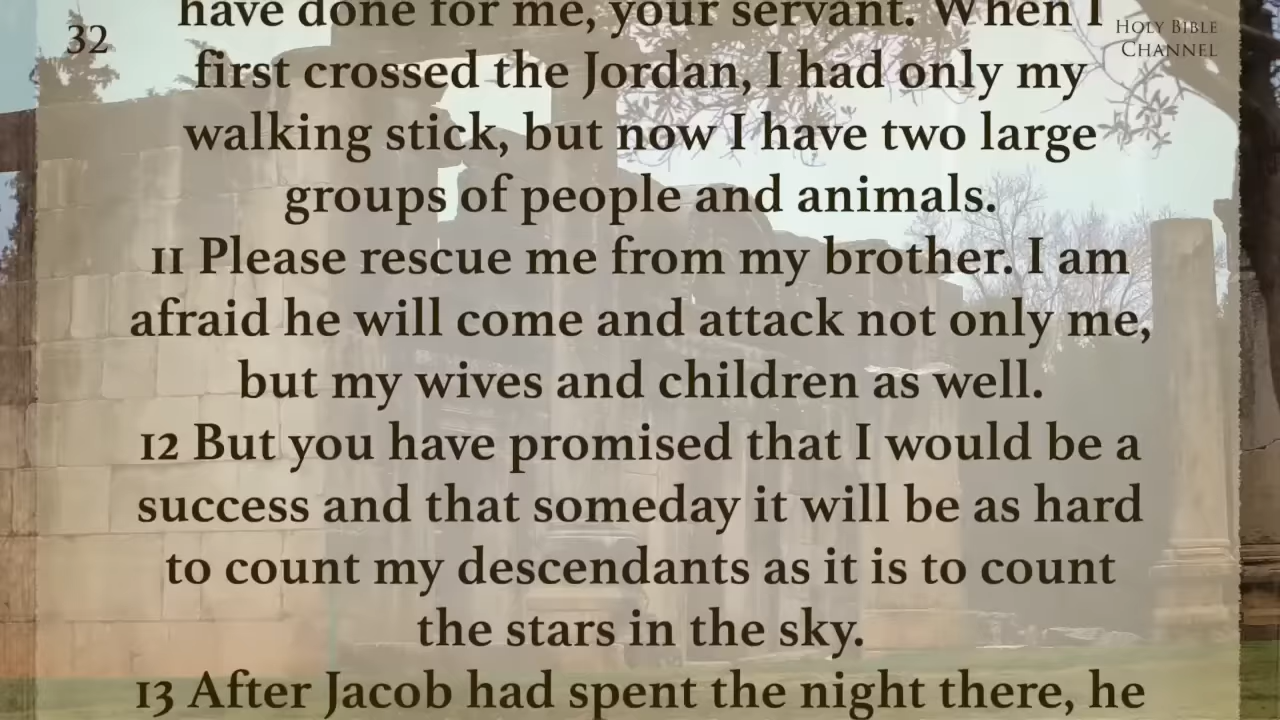 have done for me, your servant. When I
32
HOLY BIBLE
CHANNEL
first crossed the Jordan, I had only my
walking stick, but now I have two large
groups of people and animals.
11 Please rescue me from my brother. I am
afraid he will come and attack not only me,
but my wives and children as well.
12 But you have promised that I would be a
success and that someday it will be as hard
to count my descendants as it is to count
the stars in the sky.
13 After Jacob had spent the night there, he